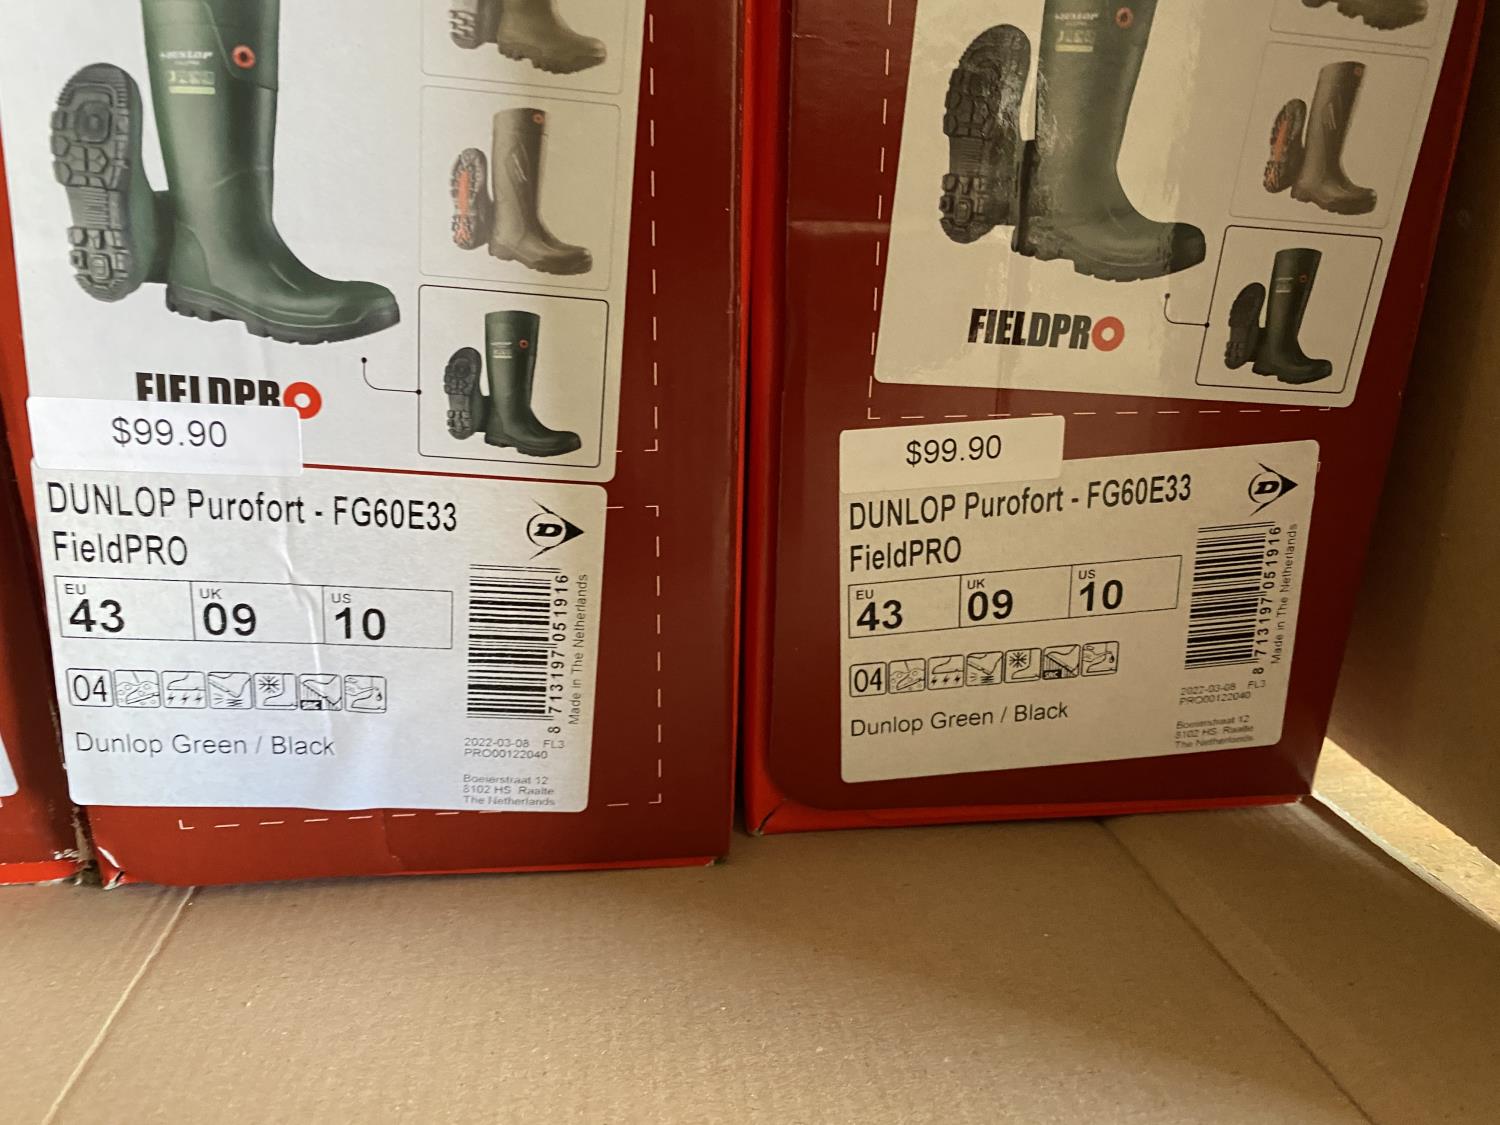 DUNLOP
FIELDPRO
$99.90
DUNLOP Purofort - FG60E33
FieldPRO
EU 43 UK 09 US 10
04
SRC
Dunlop Green / Black
D
8 713197 051916
Made in The Netherlands
2022-03-08 FL3
PRO00122040
Boeierstraat 12
8102 HS Raalte
The Netherlands
FIELDPRO
$99.90
DUNLOP Purofort - FG60E33
FieldPRO
EU 43 UK 09 US 10
04
SRC
Dunlop Green / Black
D
8 713197 051916
Made in The Netherlands
2022-03-08 FL3
PRO00122040
Boeierstraat 12
8102 HS Raalte
The Netherlands